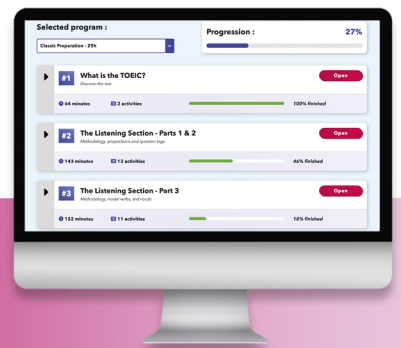 Selected program :
Classic Preparation - 25h
Progression :
27%
#1
What is the TOEIC?
Discover the test.
Open
64 minutes
2 activities
100% finished
#2
The Listening Section - Parts 1 & 2
Methodology, prepositions and question tags.
Open
143 minutes
13 activities
46% finished
#3
The Listening Section - Part 3
Methodology, modal verbs, and vocab.
Open
152 minutes
11 activities
18% finished